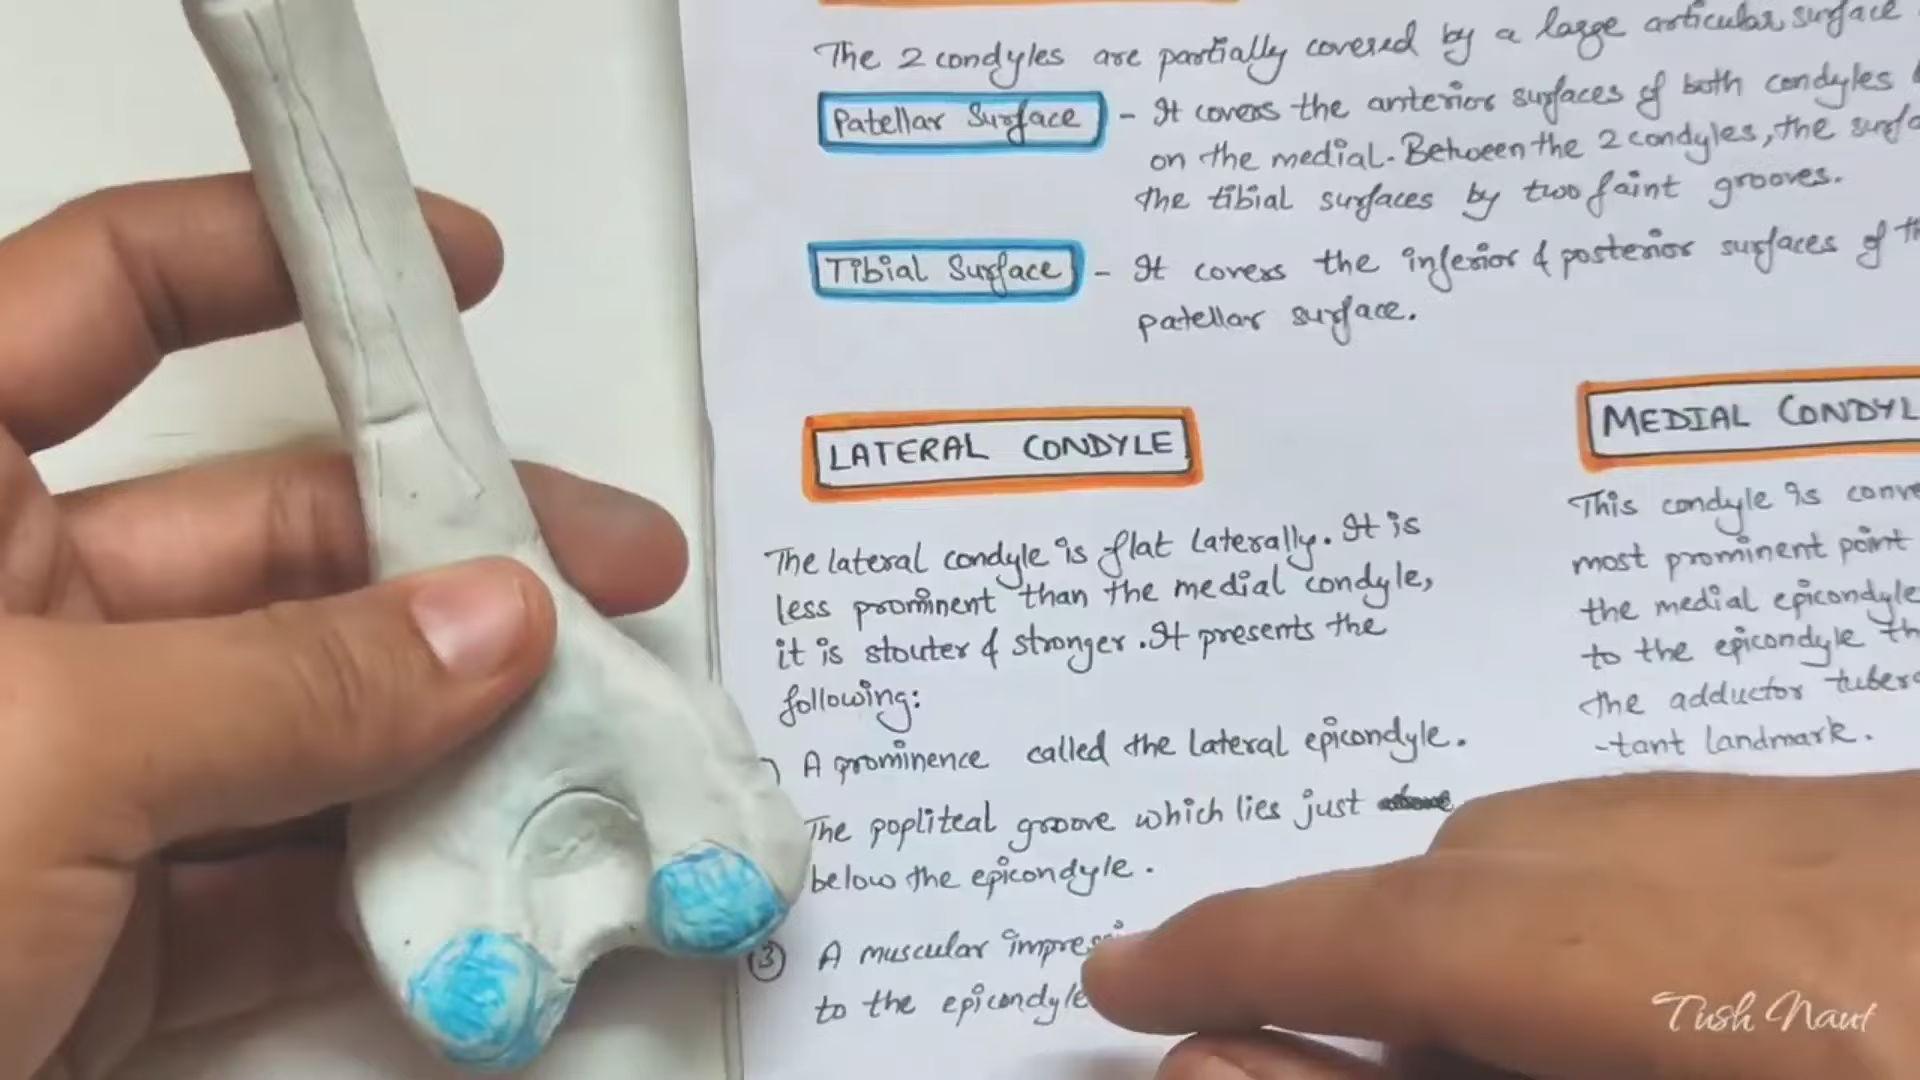 The 2 condyles are partially covered by a large articular surface
Patellar Surface - It covers the anterior surfaces of both condyles
on the medial. Between the 2 condyles, the
the tibial surfaces by two faint grooves.
Tibial Surface - It covers the inferior & posterior surfaces of
patellar surface.
LATERAL CONDYLE
The lateral condyle is flat laterally. It is
less prominent than the medial condyle,
it is stouter & stronger. It presents the
following:
A prominence called the lateral epicondyle.
The popliteal groove which lies just
below the epicondyle.
③ A muscular
to the epicondyle
MEDIAL
This condyle is
most prominent point
the medial epicondyle
to the epicondyle
the adductor
-tant landmark.
Tush Naut